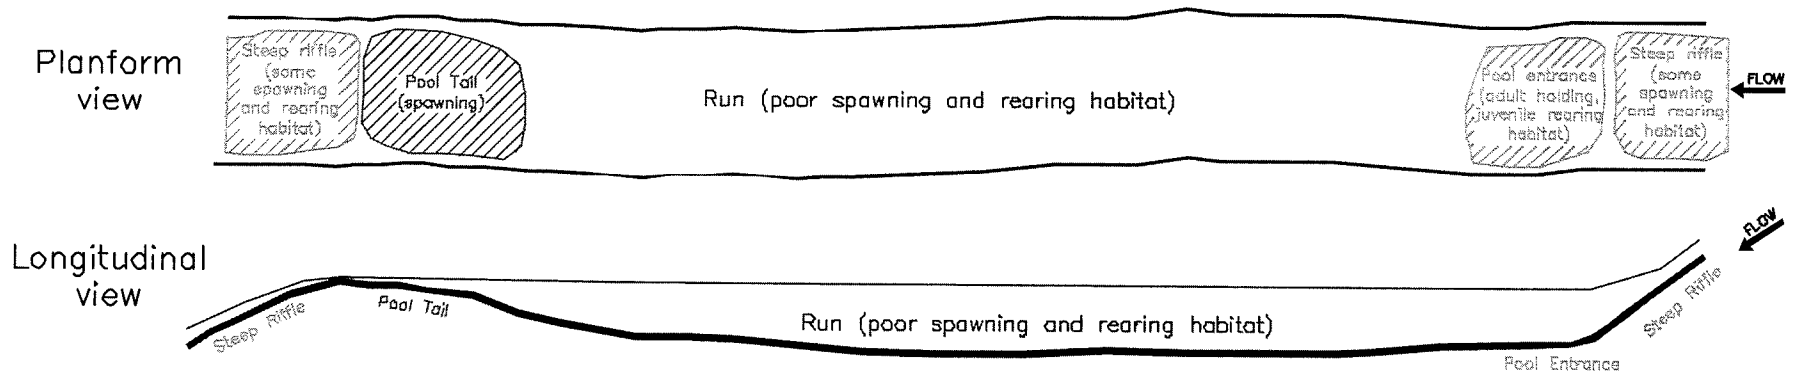 Planform
view
Steep riffle
(some
spawning
and rearing
habitat)
Pool Tail
(spawning)
Run (poor spawning and rearing habitat)
Pool entrance
(adult holding,
juvenile rearing
habitat)
Steep riffle
(some
spawning
and rearing
habitat)
FLOW
Longitudinal
view
Steep Riffle
Pool Tail
Run (poor spawning and rearing habitat)
Pool Entrance
Steep Riffle
FLOW